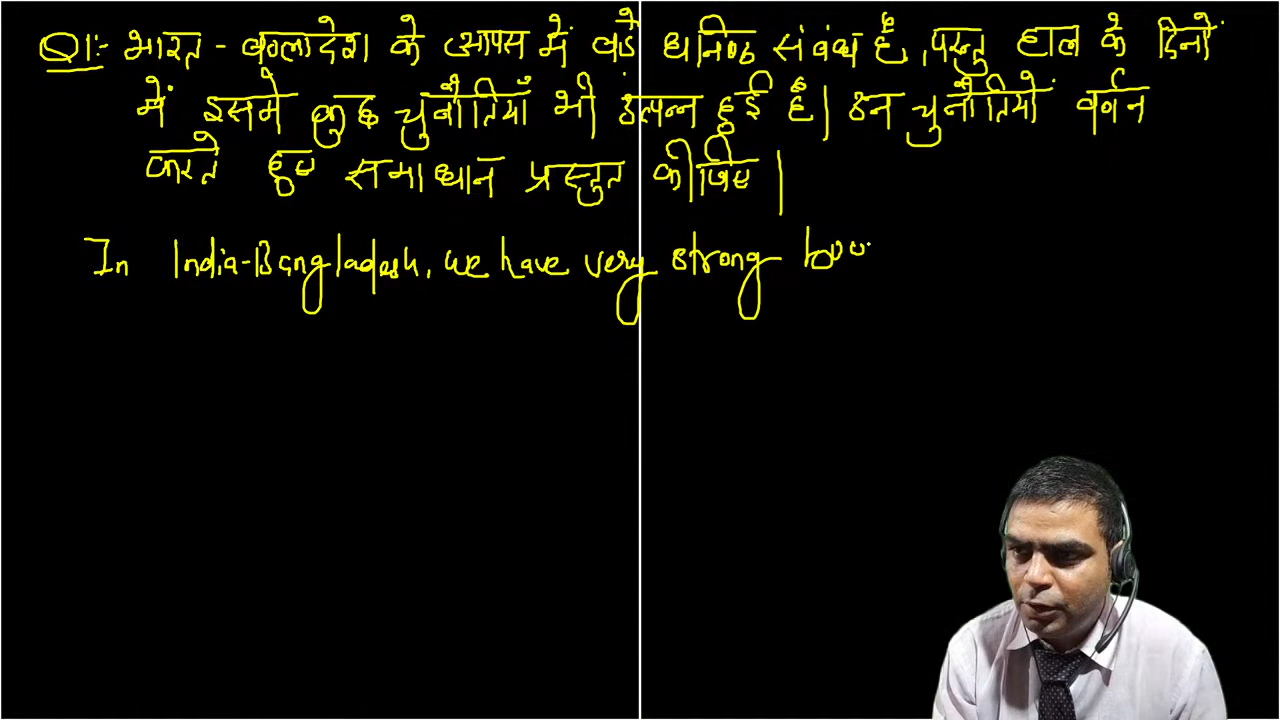 Q1:- भारत - बंग्लादेश के आपस में बडे घनिष्ठ संबंध हैं, परन्तु हाल के दिनों
में इसमे कुछ चुनौतियाँ भी उत्पन्न हुई है। उन चुनौतियों वर्णन
करते हुए समाधान प्रस्तुत कीजिए।
In India-Bangladesh, we have very strong